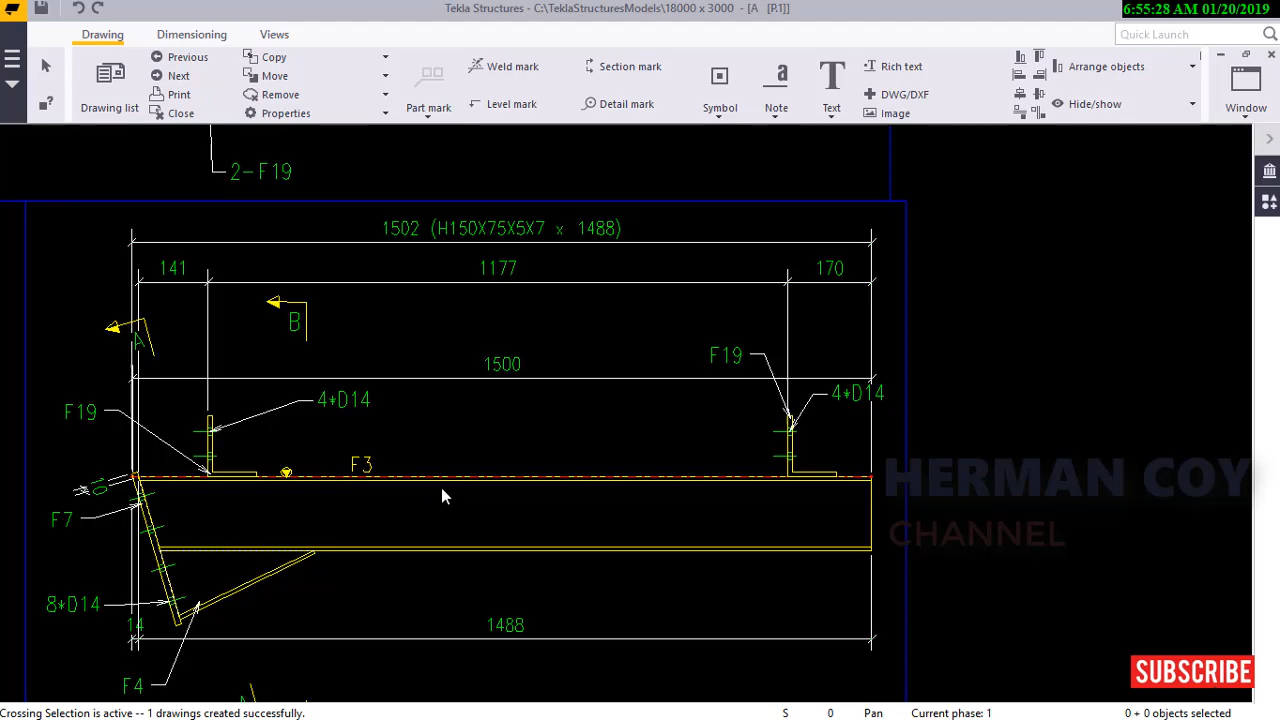 Tekla Structures - C:\TeklaStructuresModels\18000 x 3000 - [A [P.1]]
6:55:28 AM 01/20/2019
Drawing
Dimensioning
Views
Quick Launch
Previous
Copy
Weld mark
Section mark
Rich text
Arrange objects
Next
Move
Print
Remove
DWG/DXF
Drawing list
Part mark
Level mark
Detail mark
Symbol
Note
Text
Hide/show
Window
Close
Properties
Image
2-F19
1502 (H150X75X5X7 x 1488)
141
1177
170
B
A
1500
F19
F19
4*D14
4*D14
F3
10
F7
HERMAN COY
CHANNEL
8*D14
14
1488
F4
SUBSCRIBE
Crossing Selection is active -- 1 drawings created successfully.
S
0
Pan
Current phase: 1
0 + 0 objects selected